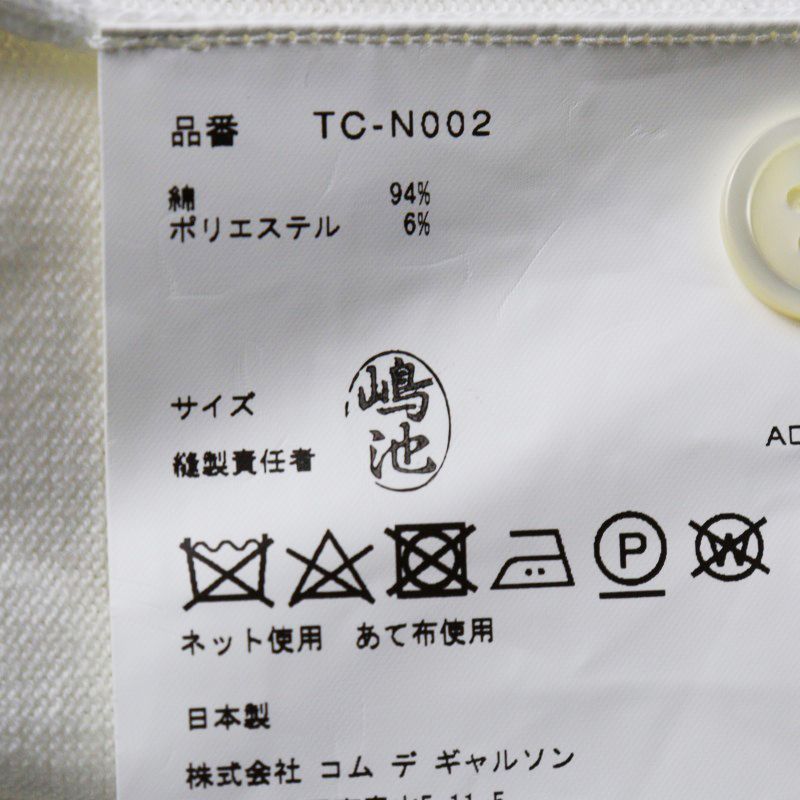 品番 TC-N002
綿 94%
ポリエステル 6%
サイズ
縫製責任者 嶋池
P W
ネット使用 あて布使用
日本製
株式会社 コム デ ギャルソン